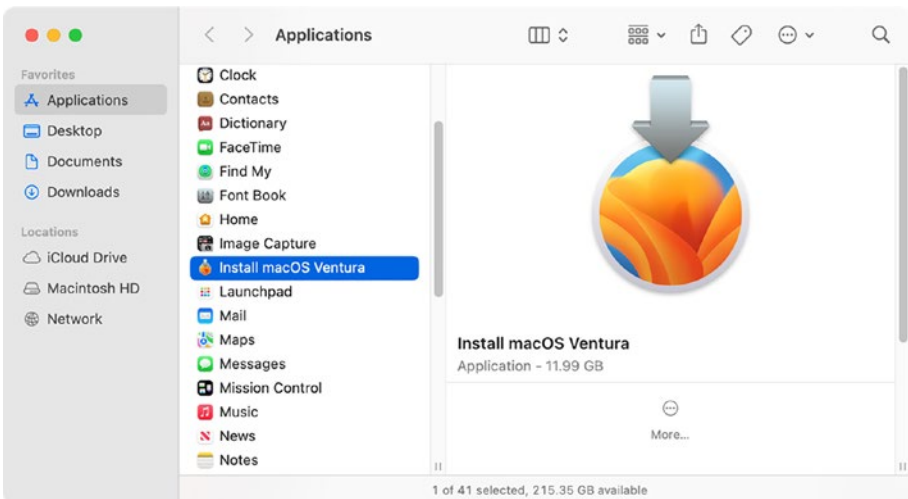 Applications
Favorites
Applications
Desktop
Documents
Downloads
Locations
iCloud Drive
Macintosh HD
Network
Clock
Contacts
Dictionary
FaceTime
Find My
Font Book
Home
Image Capture
Install macOS Ventura
Launchpad
Mail
Maps
Messages
Mission Control
Music
News
Notes
Install macOS Ventura
Application - 11.99 GB
More...
1 of 41 selected, 215.35 GB available